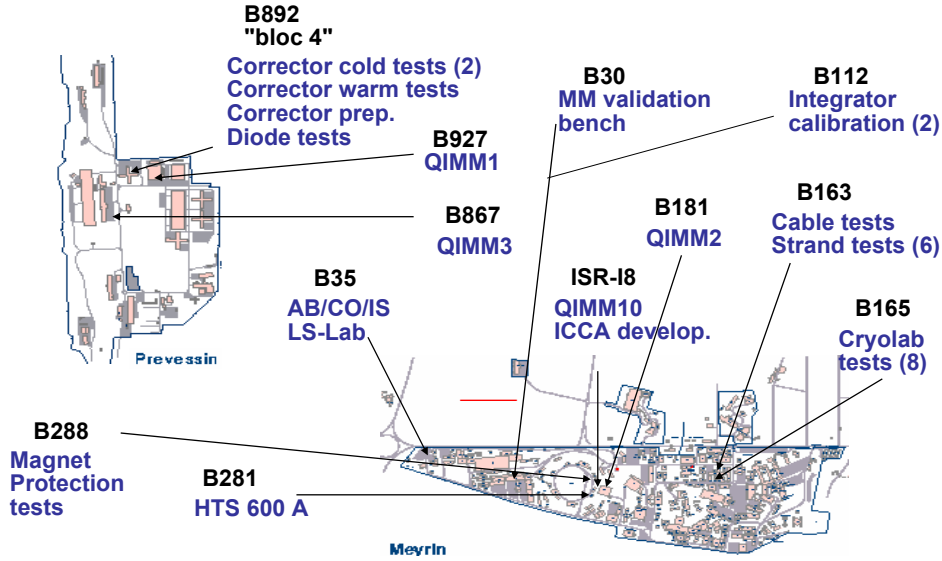 B892
"bloc 4"
Corrector cold tests (2)
Corrector warm tests
Corrector prep.
Diode tests
B927
QIMM1
B867
QIMM3
B30
MM validation
bench
B112
Integrator
calibration (2)
B163
Cable tests
Strand tests (6)
B181
QIMM2
ISR-I8
QIMM10
ICCA develop.
B165
Cryolab
tests (8)
B35
AB/CO/IS
LS-Lab
Prevessin
B288
Magnet
Protection
tests
B281
HTS 600 A
Meyrin